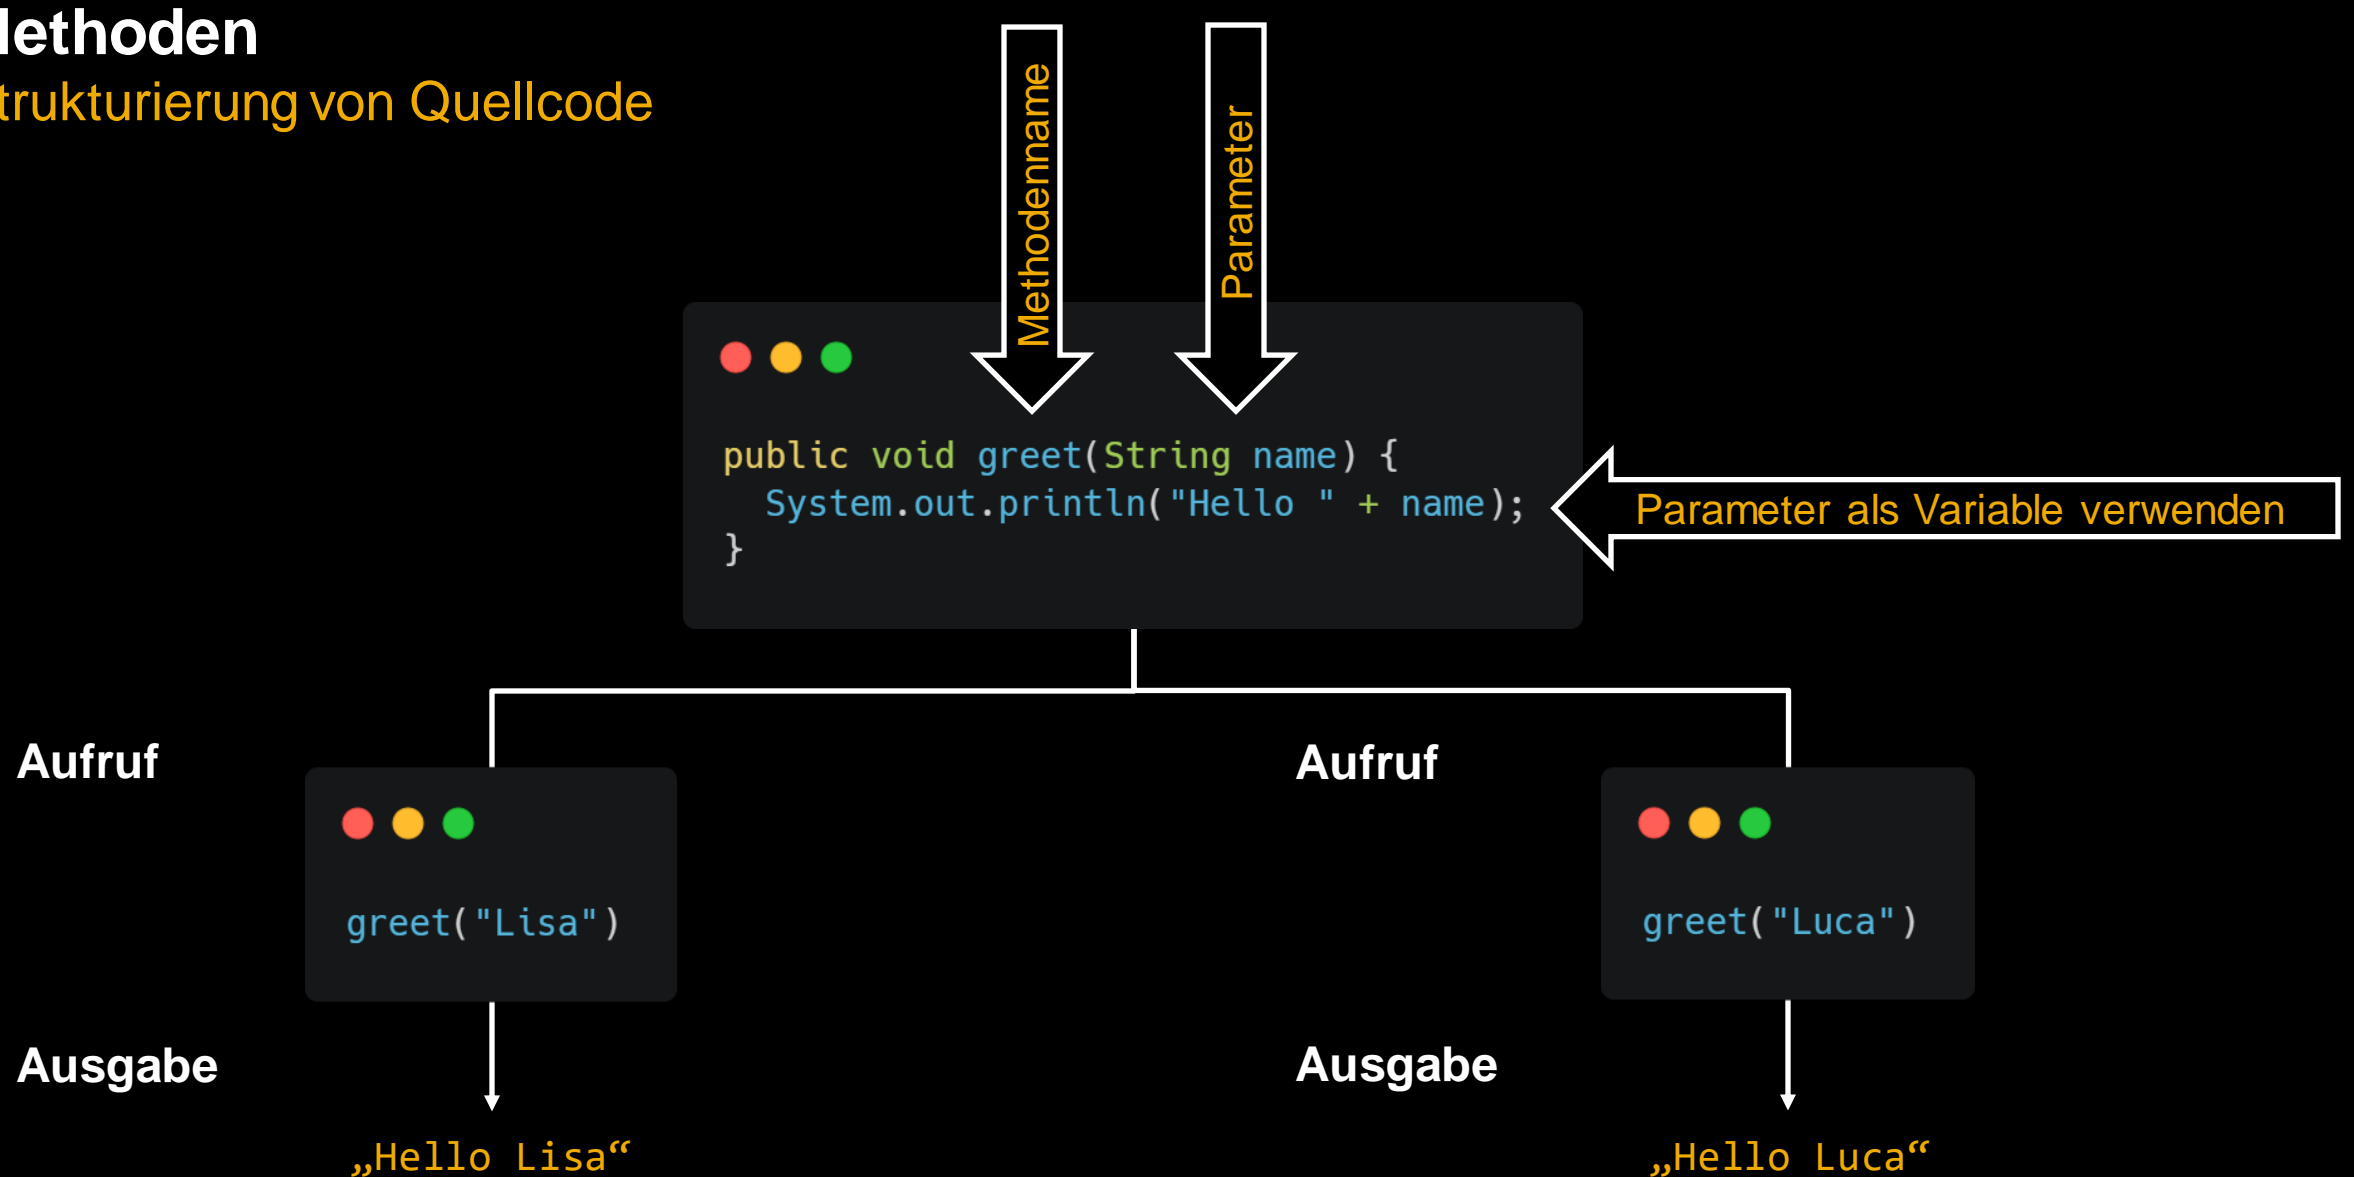 lethoden
trukturierung von Quellcode
Methodenname
Parameter
public void greet(String name) {
  System.out.println("Hello " + name);
}
Parameter als Variable verwenden
Aufruf
greet("Lisa")
Ausgabe
„Hello Lisa“
Aufruf
greet("Luca")
Ausgabe
„Hello Luca“